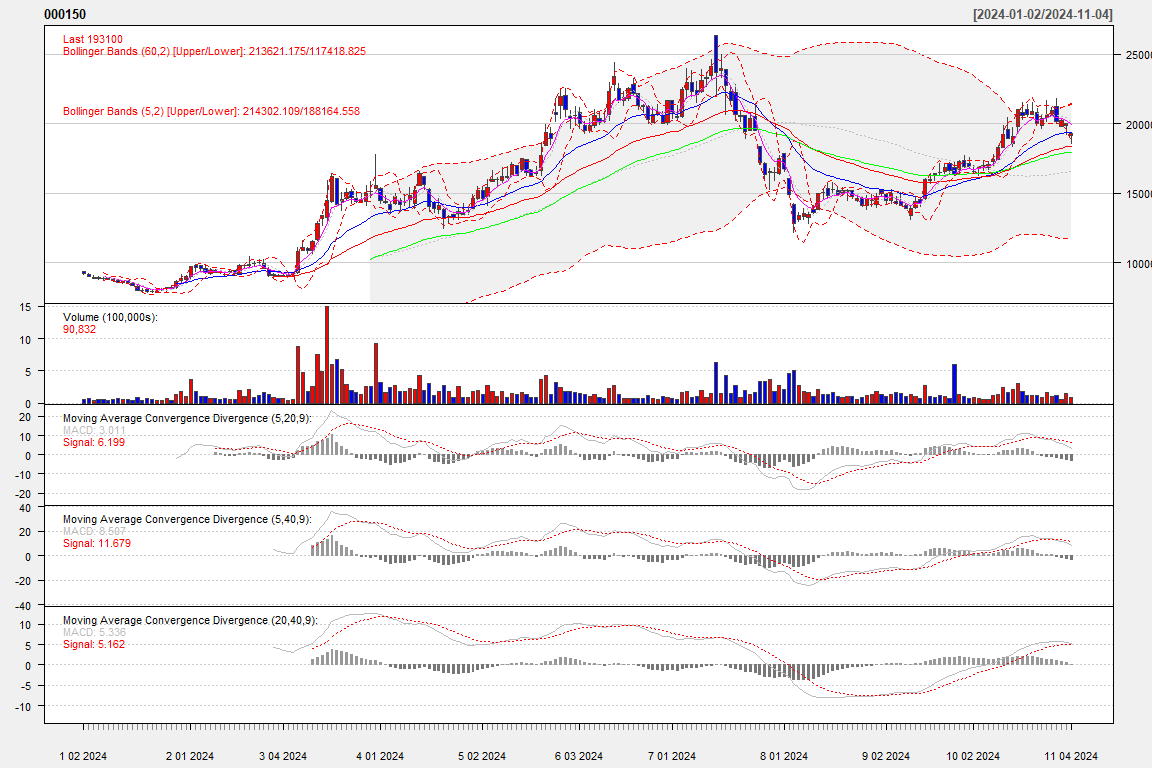 000150 [2024-01-02/2024-11-04]
Last 193100
Bollinger Bands (60,2) [Upper/Lower]: 213621.175/117418.825
Bollinger Bands (5,2) [Upper/Lower]: 214302.109/188164.558
25000
20000
15000
10000
Volume (100,000s):
90,832
15
10
5
0
Moving Average Convergence Divergence (5,20,9):
MACD: 3.011
Signal: 6.199
20
10
0
-10
-20
Moving Average Convergence Divergence (5,40,9):
MACD: 8.507
Signal: 11.679
40
20
0
-20
-40
Moving Average Convergence Divergence (20,40,9):
MACD: 5.336
Signal: 5.162
10
5
0
-5
-10
1 02 2024 2 01 2024 3 04 2024 4 01 2024 5 02 2024 6 03 2024 7 01 2024 8 01 2024 9 02 2024 10 02 2024 11 04 2024